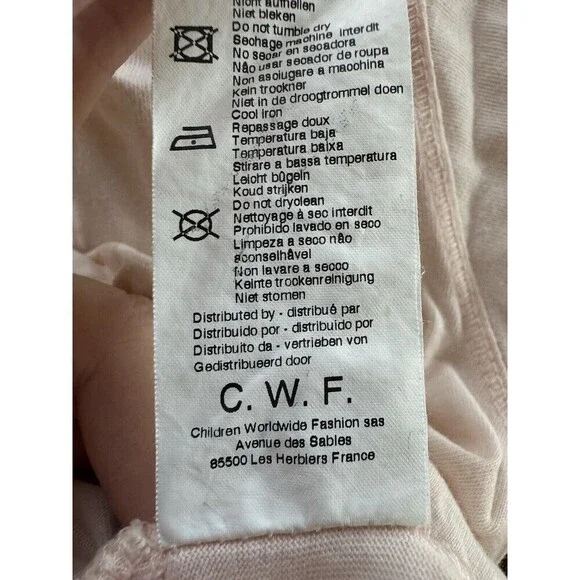 Nicht aufhellen
Niet bleken
Do not tumble dry
Sechage machine interdit
No secar en secadora
Não usar secador de roupa
Non asciugare a macchina
Kein trockner
Niet in de droogtrommel doen
Cool iron
Repassage doux
Temperatura baja
Temperatura baixa
Stirare a bassa temperatura
Leicht bügeln
Koud strijken
Do not dryclean
Nettoyage à sec interdit
Prohibido lavado en seco
Limpeza a seco não
aconselhável
Non lavare a secco
Keinte trockenreinigung
Niet stomen
Distributed by - distribué par
Distribuido por - distribuido por
Distribuito da - vertrieben von
Gedistribueerd door
C. W. F.
Children Worldwide Fashion sas
Avenue des Sables
85500 Les Herbiers France